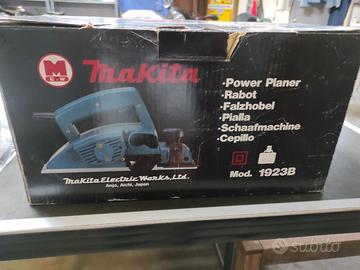 M
E W
makita
·Power Planer
·Rabot
·Falzhobel
·Pialla
·Schaafmachine
·Cepillo
Makita Electric Works, Ltd.
Anjo, Aichi, Japan
Mod. 1923B
subito